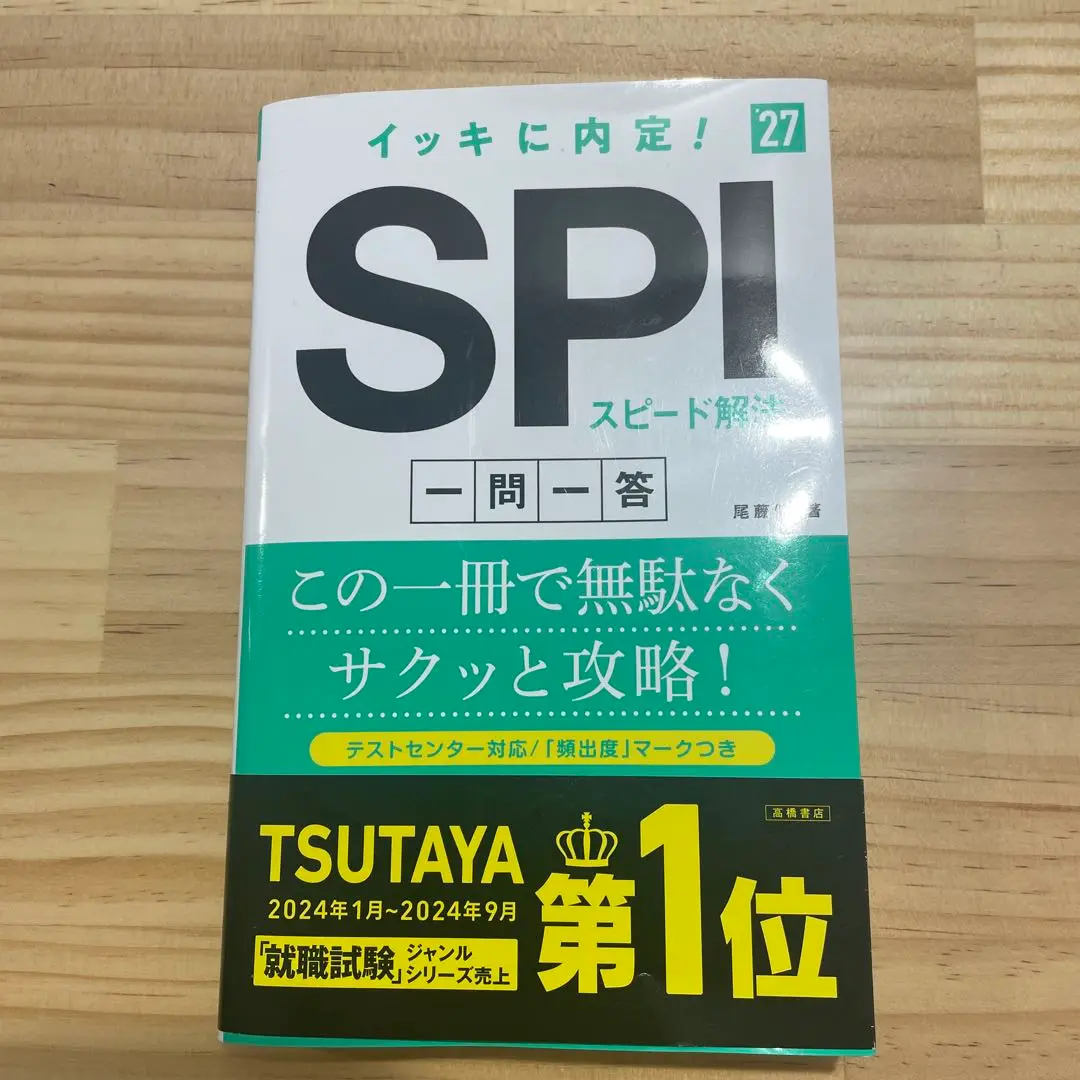 イッキに内定!
'27
SPI
スピード解法
一問一答
尾藤 著
この一冊で無駄なく
サクッと攻略!
テストセンター対応/「頻出度」マークつき
高橋書店
TSUTAYA
2024年1月~2024年9月
「就職試験」ジャンル
シリーズ売上
第1位